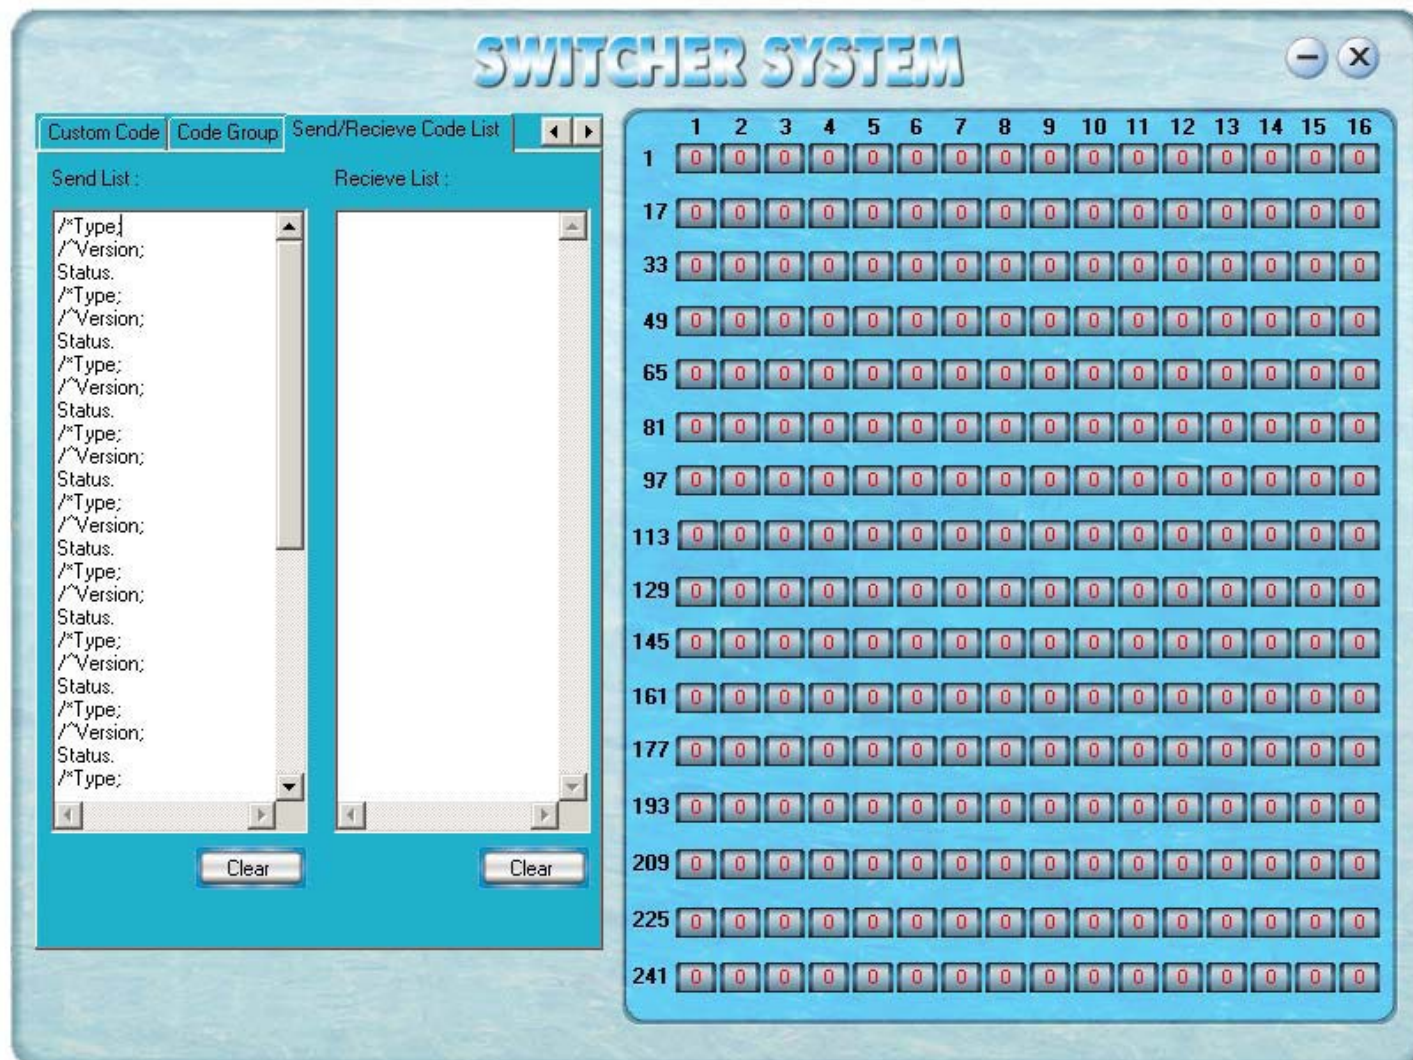 SWITCHER SYSTEM
Custom Code Code Group Send/Recieve Code List
Send List : Recieve List :
/*Type;
/^Version;
Status.
/*Type;
/^Version;
Status.
/*Type;
/^Version;
Status.
/*Type;
/^Version;
Status.
/*Type;
/^Version;
Status.
/*Type;
/^Version;
Status.
/*Type;
/^Version;
Status.
/*Type;
/^Version;
Status.
/*Type;
Clear Clear
1 2 3 4 5 6 7 8 9 10 11 12 13 14 15 16
1 0 0 0 0 0 0 0 0 0 0 0 0 0 0 0 0
17 0 0 0 0 0 0 0 0 0 0 0 0 0 0 0 0
33 0 0 0 0 0 0 0 0 0 0 0 0 0 0 0 0
49 0 0 0 0 0 0 0 0 0 0 0 0 0 0 0 0
65 0 0 0 0 0 0 0 0 0 0 0 0 0 0 0 0
81 0 0 0 0 0 0 0 0 0 0 0 0 0 0 0 0
97 0 0 0 0 0 0 0 0 0 0 0 0 0 0 0 0
113 0 0 0 0 0 0 0 0 0 0 0 0 0 0 0 0
129 0 0 0 0 0 0 0 0 0 0 0 0 0 0 0 0
145 0 0 0 0 0 0 0 0 0 0 0 0 0 0 0 0
161 0 0 0 0 0 0 0 0 0 0 0 0 0 0 0 0
177 0 0 0 0 0 0 0 0 0 0 0 0 0 0 0 0
193 0 0 0 0 0 0 0 0 0 0 0 0 0 0 0 0
209 0 0 0 0 0 0 0 0 0 0 0 0 0 0 0 0
225 0 0 0 0 0 0 0 0 0 0 0 0 0 0 0 0
241 0 0 0 0 0 0 0 0 0 0 0 0 0 0 0 0